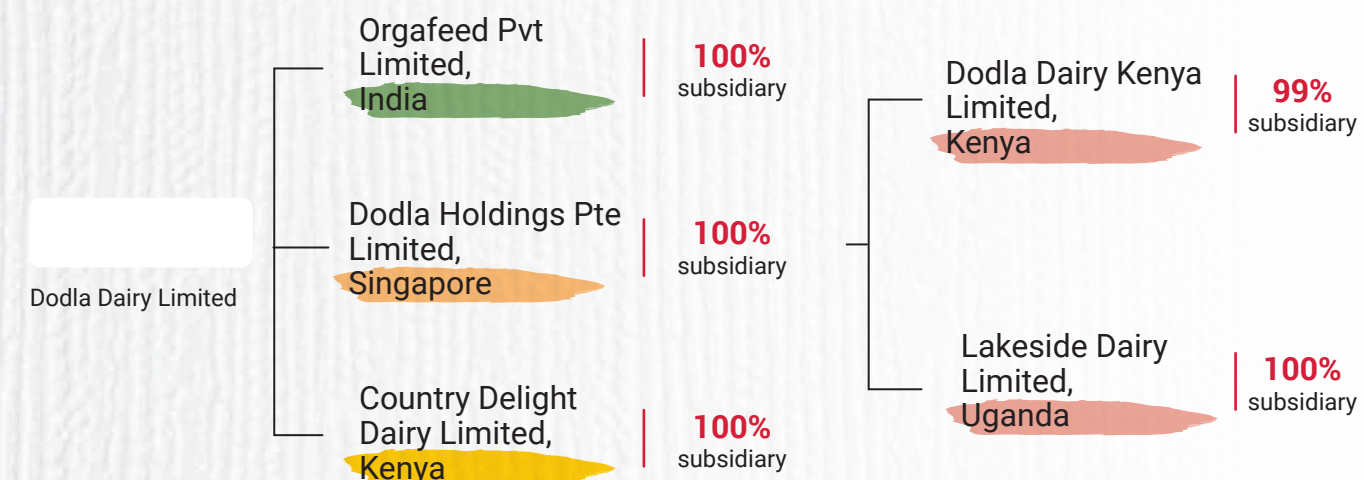 Dodla Dairy Limited
Orgafeed Pvt
Limited,
India
100%
subsidiary
Dodla Holdings Pte
Limited,
Singapore
100%
subsidiary
Country Delight
Dairy Limited,
Kenya
100%
subsidiary
Dodla Dairy Kenya
Limited,
Kenya
99%
subsidiary
Lakeside Dairy
Limited,
Uganda
100%
subsidiary